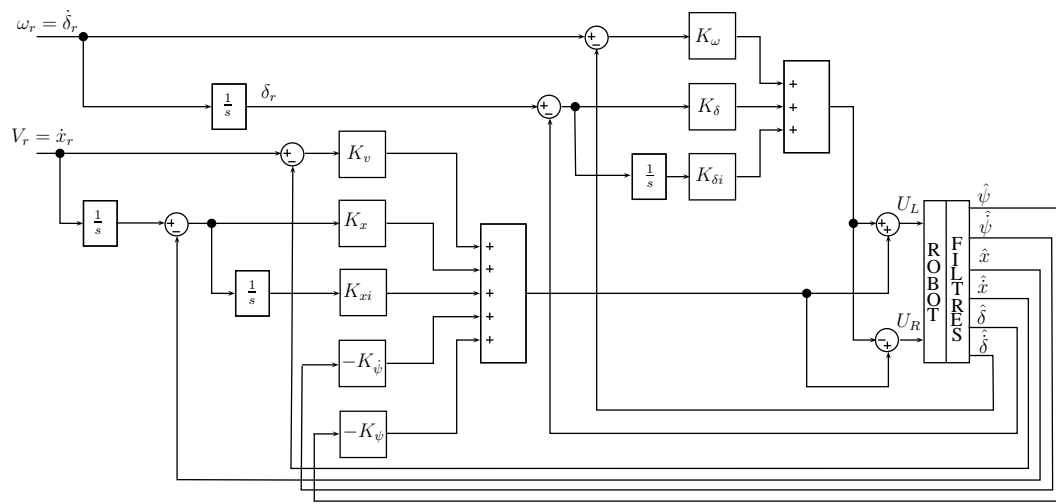 ω_r = δ̇_r
K_ω
+
−
1/s
δ_r
+
−
K_δ
+
+
+
V_r = ẋ_r
+
−
K_v
1/s
K_δi
1/s
+
−
K_x
+
+
+
+
+
1/s
K_xi
−K_ψ̇
−K_ψ
U_L
+
+
U_R
−
+
ROBOT
FILTRES
ψ̂
ψ̇̂
x̂
ẋ̂
δ̂
δ̇̂